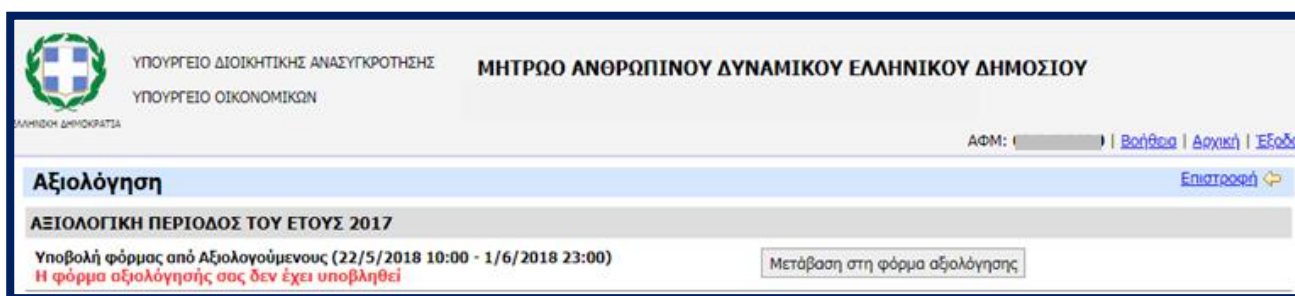 ΥΠΟΥΡΓΕΙΟ ΔΙΟΙΚΗΤΙΚΗΣ ΑΝΑΣΥΓΚΡΟΤΗΣΗΣ
ΥΠΟΥΡΓΕΙΟ ΟΙΚΟΝΟΜΙΚΩΝ
ΜΗΤΡΩΟ ΑΝΘΡΩΠΙΝΟΥ ΔΥΝΑΜΙΚΟΥ ΕΛΛΗΝΙΚΟΥ ΔΗΜΟΣΙΟΥ
ΕΛΛΗΝΙΚΗ ΔΗΜΟΚΡΑΤΙΑ
ΑΦΜ: | Βοήθεια | Αρχική |
Αξιολόγηση
Επιστροφή
ΑΞΙΟΛΟΓΙΚΗ ΠΕΡΙΟΔΟΣ ΤΟΥ ΕΤΟΥΣ 2017
Υποβολή φόρμας από Αξιολογούμενους (22/5/2018 10:00 - 1/6/2018 23:00)
Η φόρμα αξιολόγησής σας δεν έχει υποβληθεί
Μετάβαση στη φόρμα αξιολόγησης